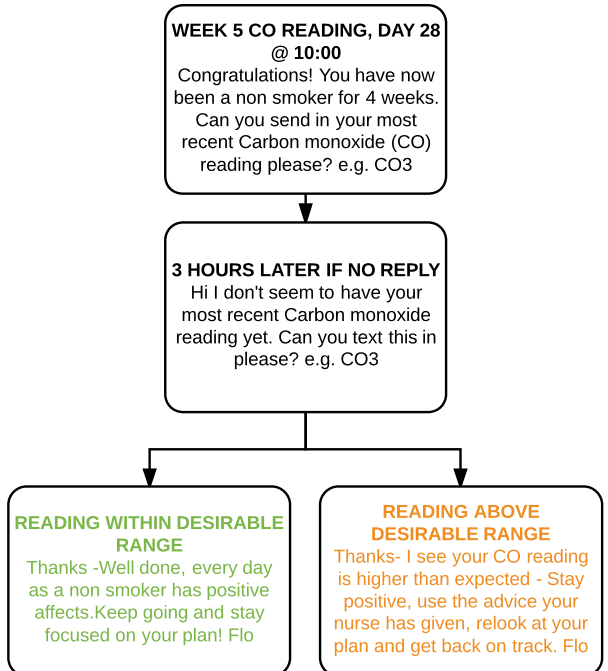 WEEK 5 CO READING, DAY 28
@ 10:00
Congratulations! You have now
been a non smoker for 4 weeks.
Can you send in your most
recent Carbon monoxide (CO)
reading please? e.g. CO3
3 HOURS LATER IF NO REPLY
Hi I don't seem to have your
most recent Carbon monoxide
reading yet. Can you text this in
please? e.g. CO3
READING WITHIN DESIRABLE
RANGE
Thanks -Well done, every day
as a non smoker has positive
affects.Keep going and stay
focused on your plan! Flo
READING ABOVE
DESIRABLE RANGE
Thanks- I see your CO reading
is higher than expected - Stay
positive, use the advice your
nurse has given, relook at your
plan and get back on track. Flo